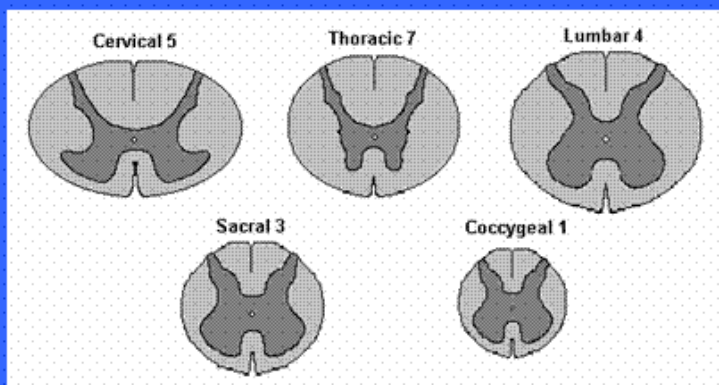 Cervical 5
Thoracic 7
Lumbar 4
Sacral 3
Coccygeal 1